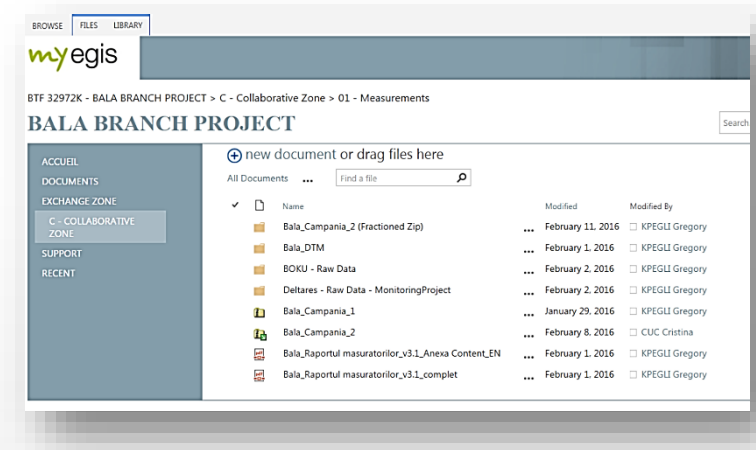 BROWSE FILES LIBRARY
my egis
BTF 32972K - BALA BRANCH PROJECT > C - Collaborative Zone > 01 - Measurements
BALA BRANCH PROJECT
Search
ACCUEIL
DOCUMENTS
EXCHANGE ZONE
C - COLLABORATIVE
ZONE
SUPPORT
RECENT
new document or drag files here
All Documents ... Find a file
Name Modified Modified By
Bala_Campania_2 (Fractioned Zip) ... February 11, 2016 KPEGLI Gregory
Bala_DTM ... February 1, 2016 KPEGLI Gregory
BOKU - Raw Data ... February 2, 2016 KPEGLI Gregory
Deltares - Raw Data - MonitoringProject ... February 2, 2016 KPEGLI Gregory
Bala_Campania_1 ... January 29, 2016 KPEGLI Gregory
Bala_Campania_2 ... February 8, 2016 CUC Cristina
Bala_Raportul masuratorilor_v3.1_Anexa Content_EN ... February 1, 2016 KPEGLI Gregory
Bala_Raportul masuratorilor_v3.1_complet ... February 1, 2016 KPEGLI Gregory